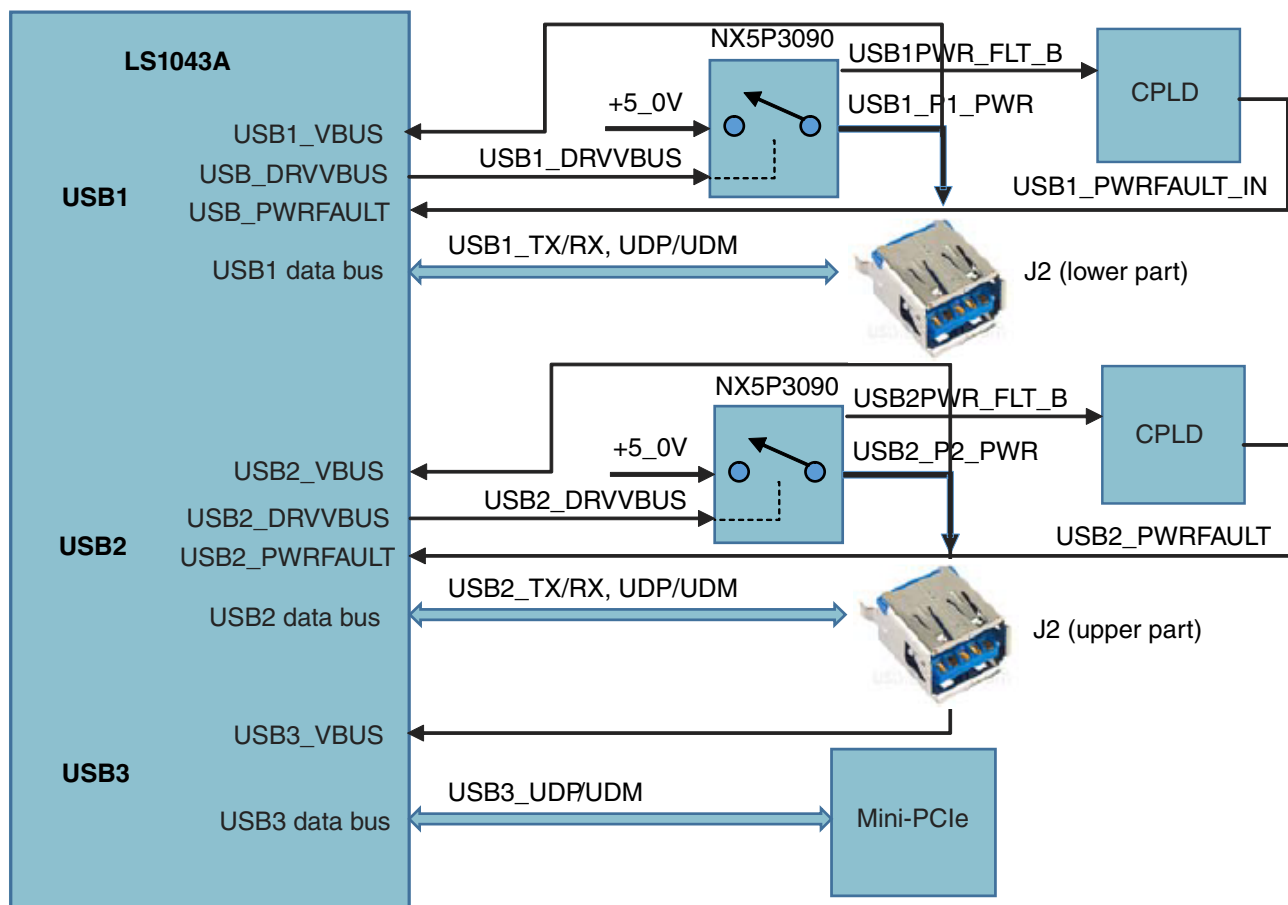 LS1043A
NX5P3090
USB1PWR_FLT_B
CPLD
+5_0V
USB1_P1_PWR
USB1_VBUS
USB1_DRVVBUS
USB_DRVVBUS
USB1
USB1_PWRFAULT_IN
USB_PWRFAULT
USB1_TX/RX, UDP/UDM
USB1 data bus
J2 (lower part)
NX5P3090
USB2PWR_FLT_B
CPLD
+5_0V
USB2_P2_PWR
USB2_VBUS
USB2_DRVVBUS
USB2_DRVVBUS
USB2
USB2_PWRFAULT
USB2_PWRFAULT
USB2_TX/RX, UDP/UDM
USB2 data bus
J2 (upper part)
USB3_VBUS
USB3
USB3_UDP/UDM
USB3 data bus
Mini-PCIe